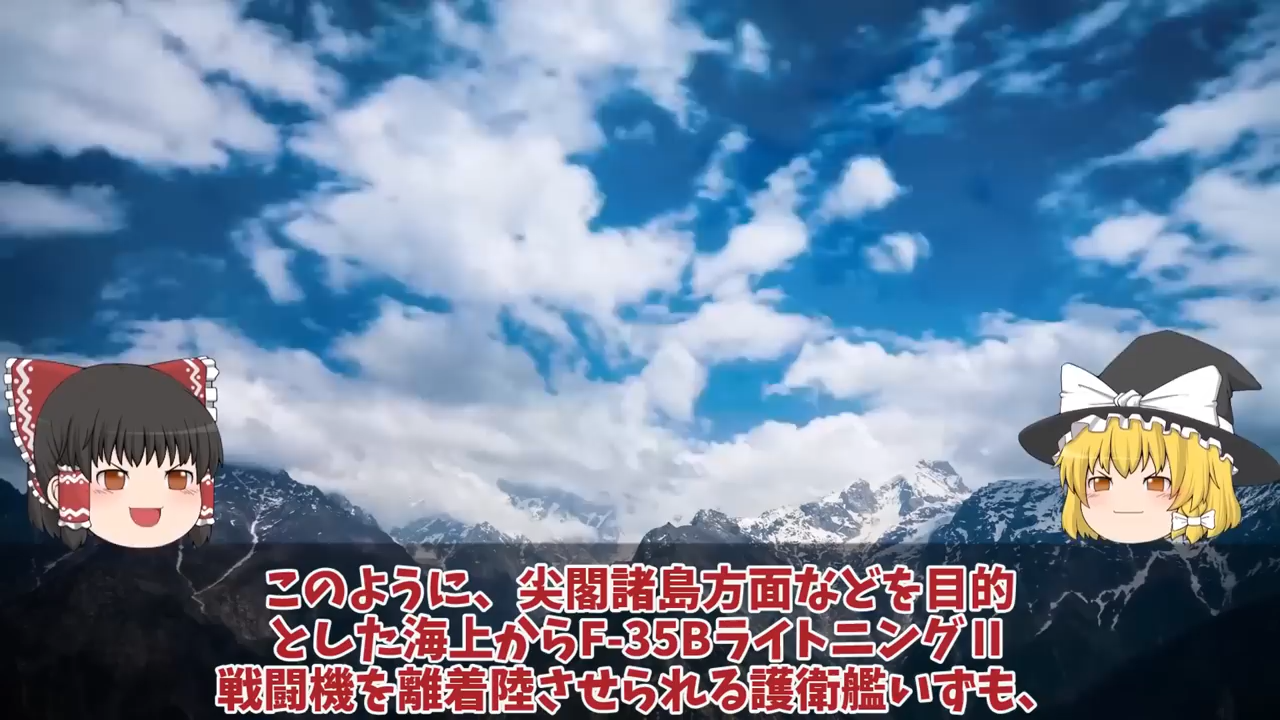 このように、尖閣諸島方面などを目的
とした海上からF-35BライトニングⅡ
戦闘機を離着陸させられる護衛艦いずも、